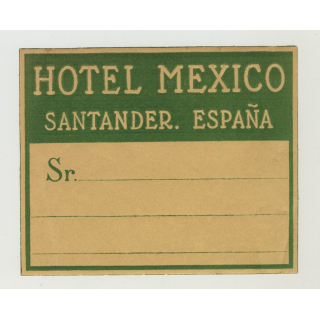 HOTEL MEXICO
SANTANDER. ESPAÑA
Sr.